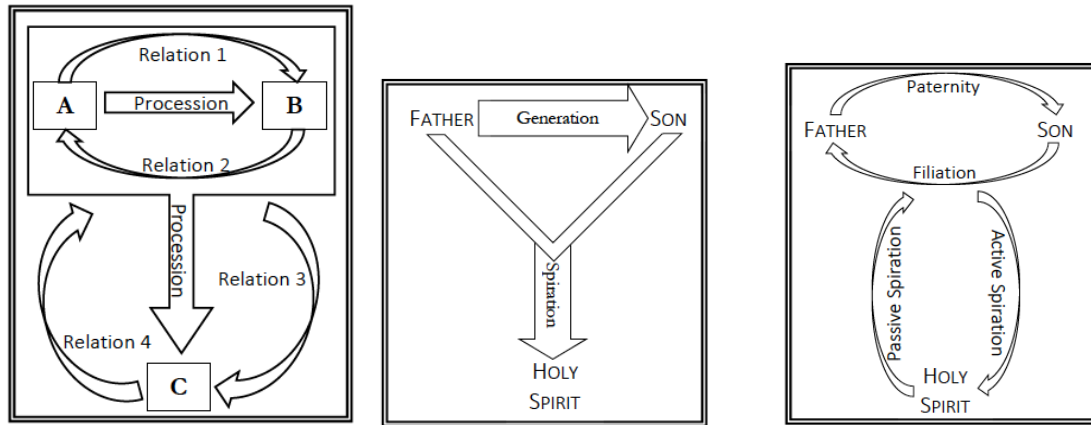 Relation 1
A
Procession
B
Relation 2
Procession
Relation 3
Relation 4
C
FATHER
Generation
SON
Spiration
HOLY
SPIRIT
Paternity
FATHER
SON
Filiation
Passive Spiration
Active Spiration
HOLY
SPIRIT